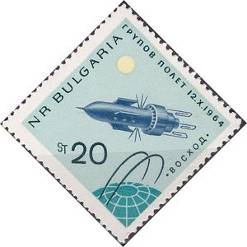 NR BULGARIA
ГРУПОВ ПОЛЕТ 12.X.1964
ST 20
"ВОСХОД"